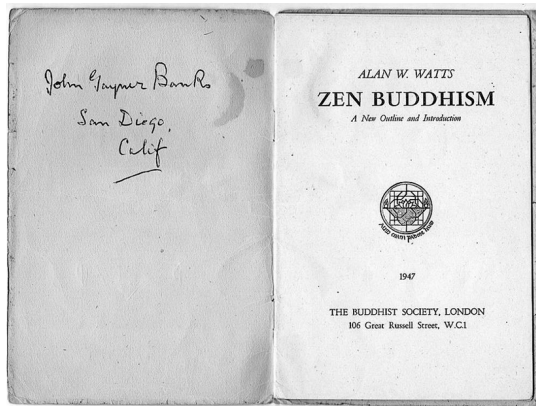 John Gayner Banks
San Diego,
Calif
ALAN W. WATTS
ZEN BUDDHISM
A New Outline and Introduction
1947
THE BUDDHIST SOCIETY, LONDON
106 Great Russell Street, W.C.1